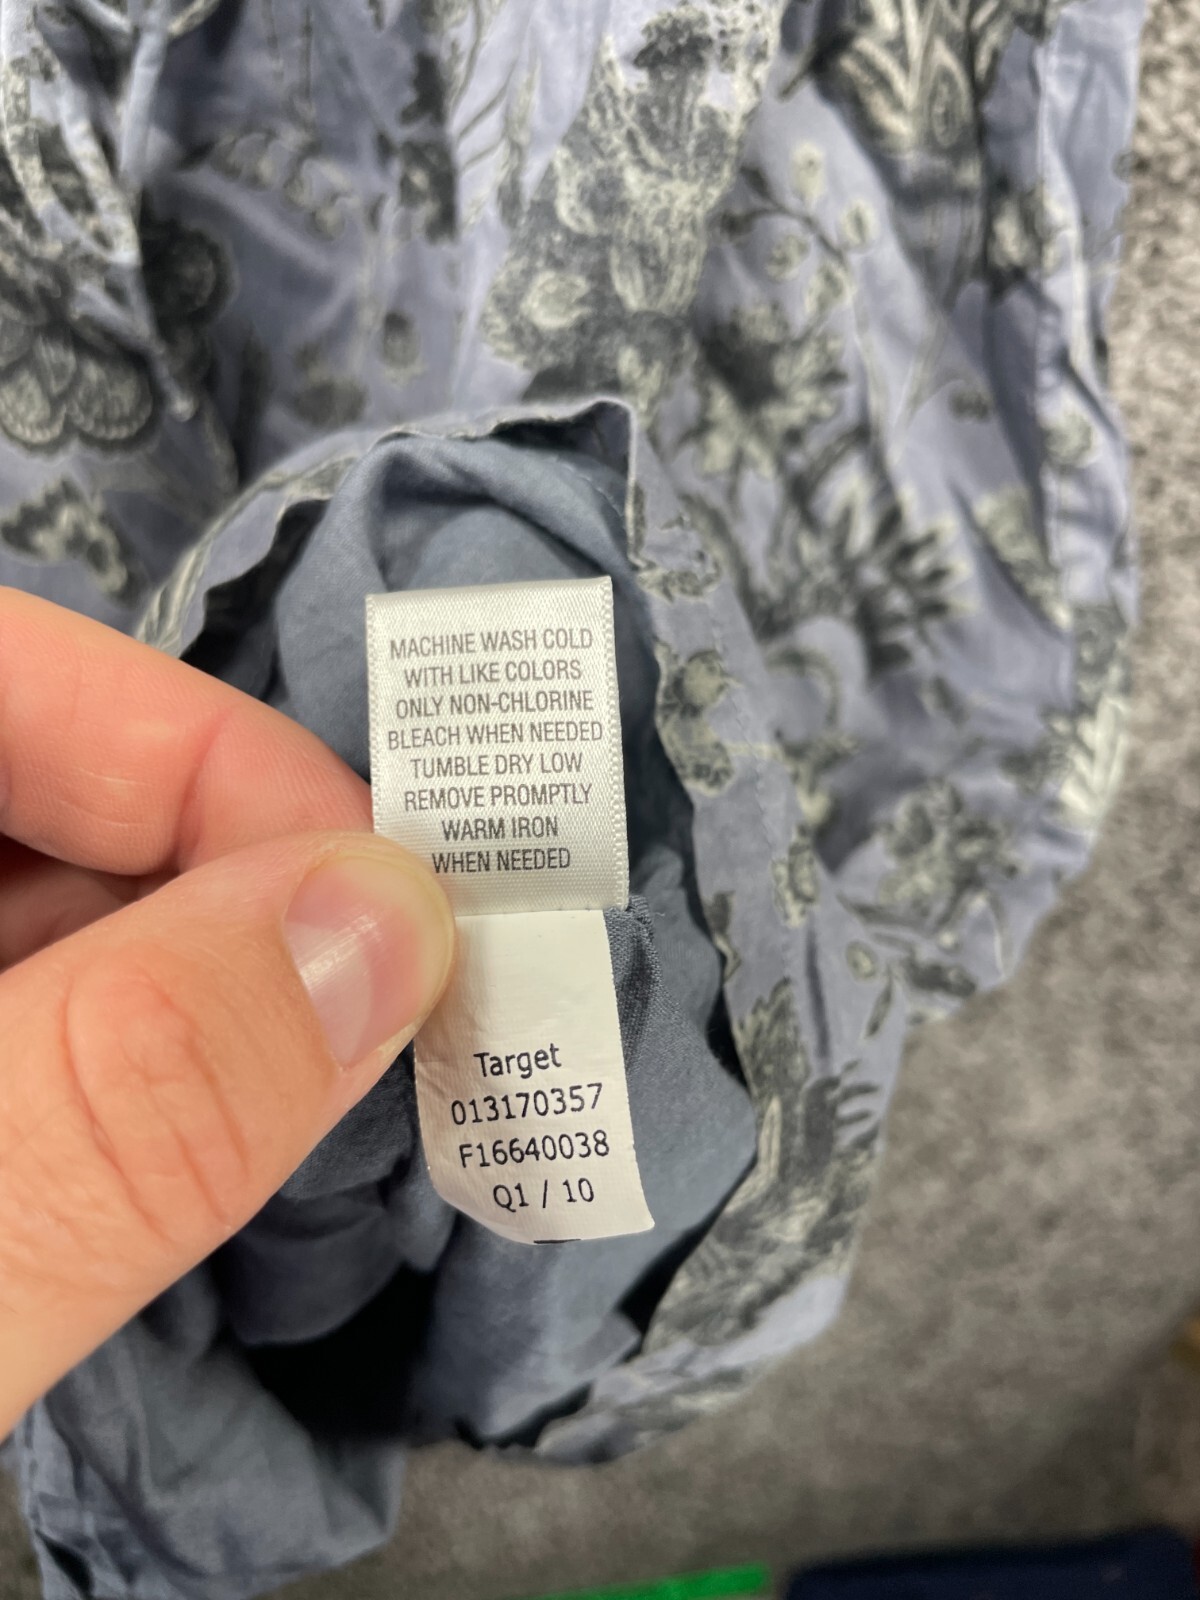 MACHINE WASH COLD
WITH LIKE COLORS
ONLY NON-CHLORINE
BLEACH WHEN NEEDED
TUMBLE DRY LOW
REMOVE PROMPTLY
WARM IRON
WHEN NEEDED
Target
013170357
F16640038
Q1 / 10